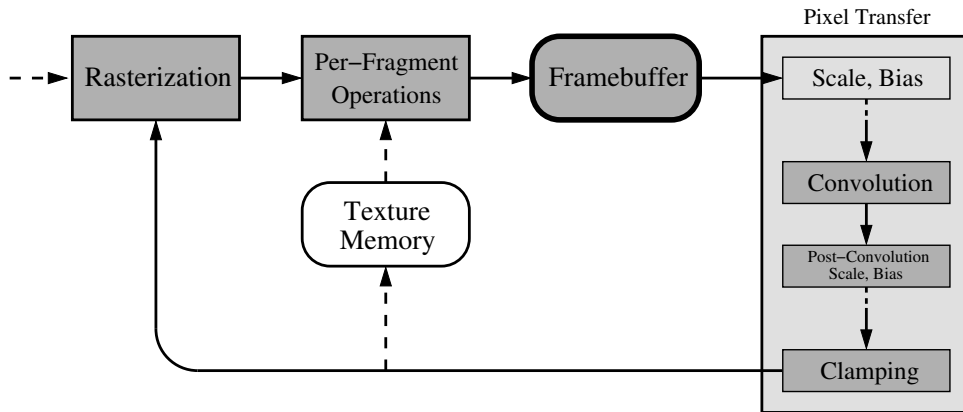 Pixel Transfer
Rasterization
Per-Fragment
Operations
Framebuffer
Scale, Bias
Convolution
Texture
Memory
Post-Convolution
Scale, Bias
Clamping